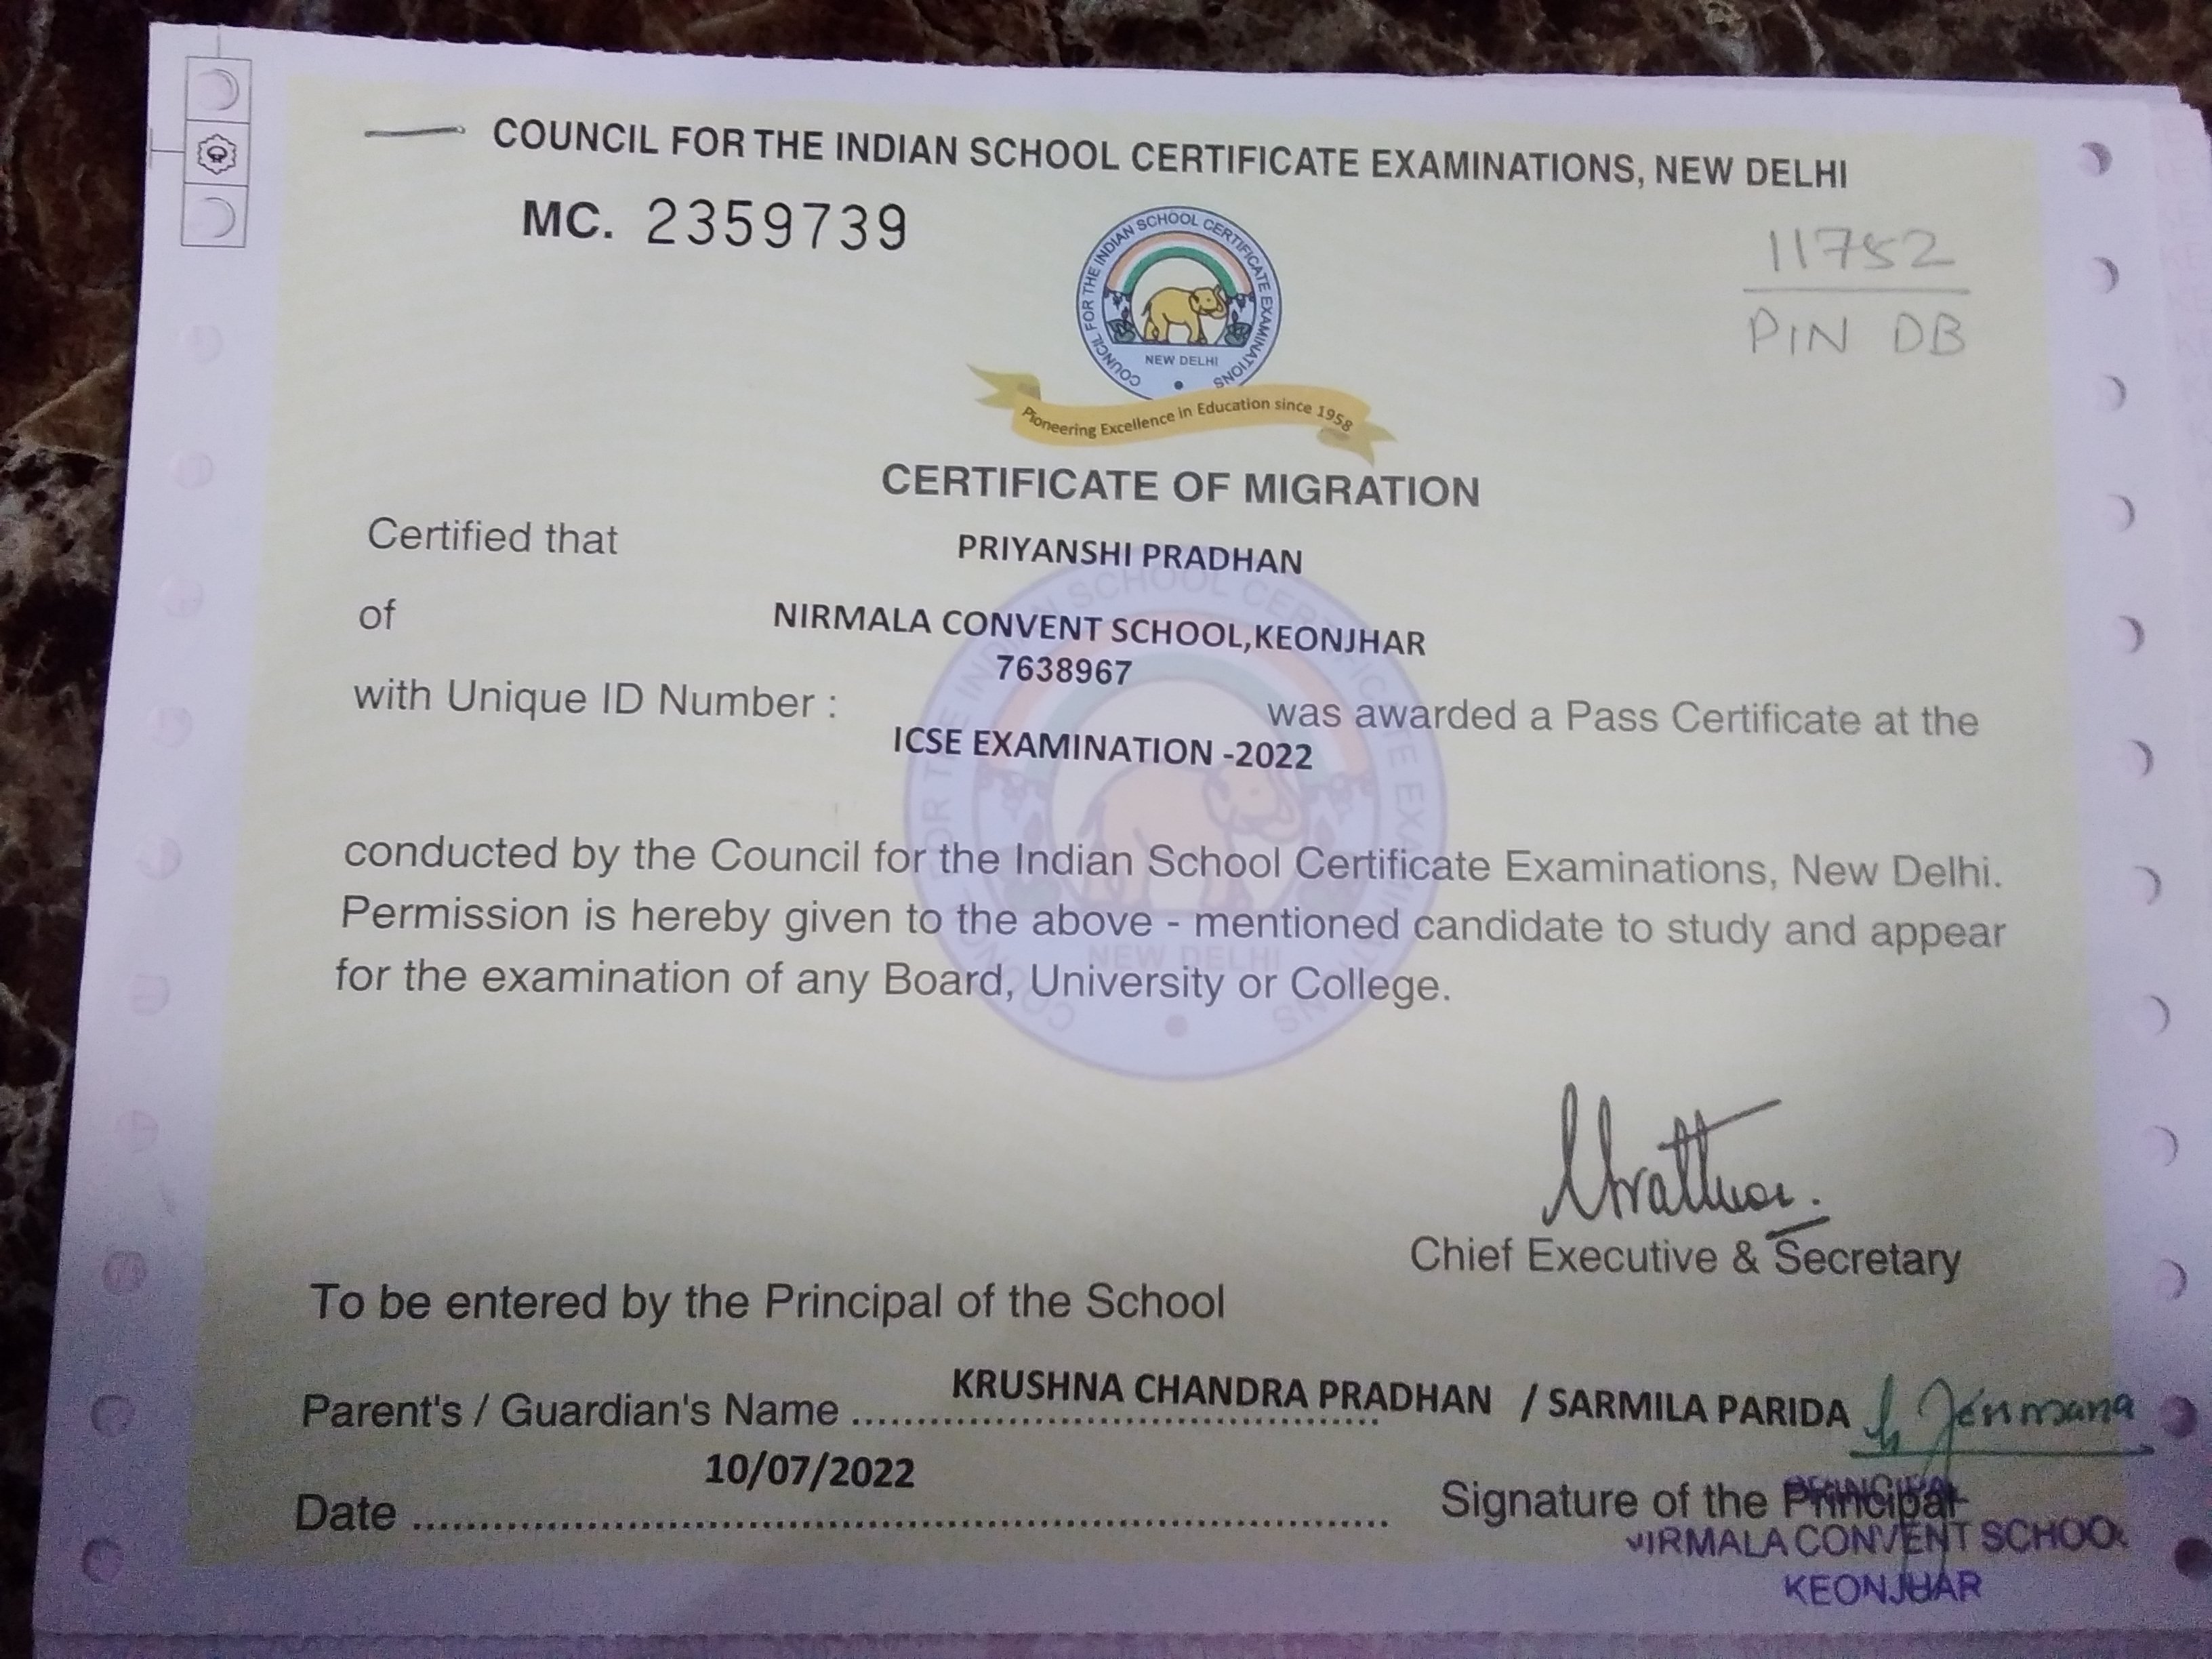 COUNCIL FOR THE INDIAN SCHOOL CERTIFICATE EXAMINATIONS, NEW DELHI
MC. 2359739
11752
PIN DB
COUNCIL FOR THE INDIAN SCHOOL CERTIFICATE EXAMINATIONS
NEW DELHI
Pioneering Excellence in Education since 1958
CERTIFICATE OF MIGRATION
Certified that PRIYANSHI PRADHAN
of NIRMALA CONVENT SCHOOL,KEONJHAR
7638967
with Unique ID Number : was awarded a Pass Certificate at the
ICSE EXAMINATION -2022
conducted by the Council for the Indian School Certificate Examinations, New Delhi.
Permission is hereby given to the above - mentioned candidate to study and appear
for the examination of any Board, University or College.
Chief Executive & Secretary
To be entered by the Principal of the School
Parent's / Guardian's Name KRUSHNA CHANDRA PRADHAN / SARMILA PARIDA
10/07/2022
Date
Signature of the Principal
PRINCIPAL
NIRMALA CONVENT SCHOOL
KEONJHAR